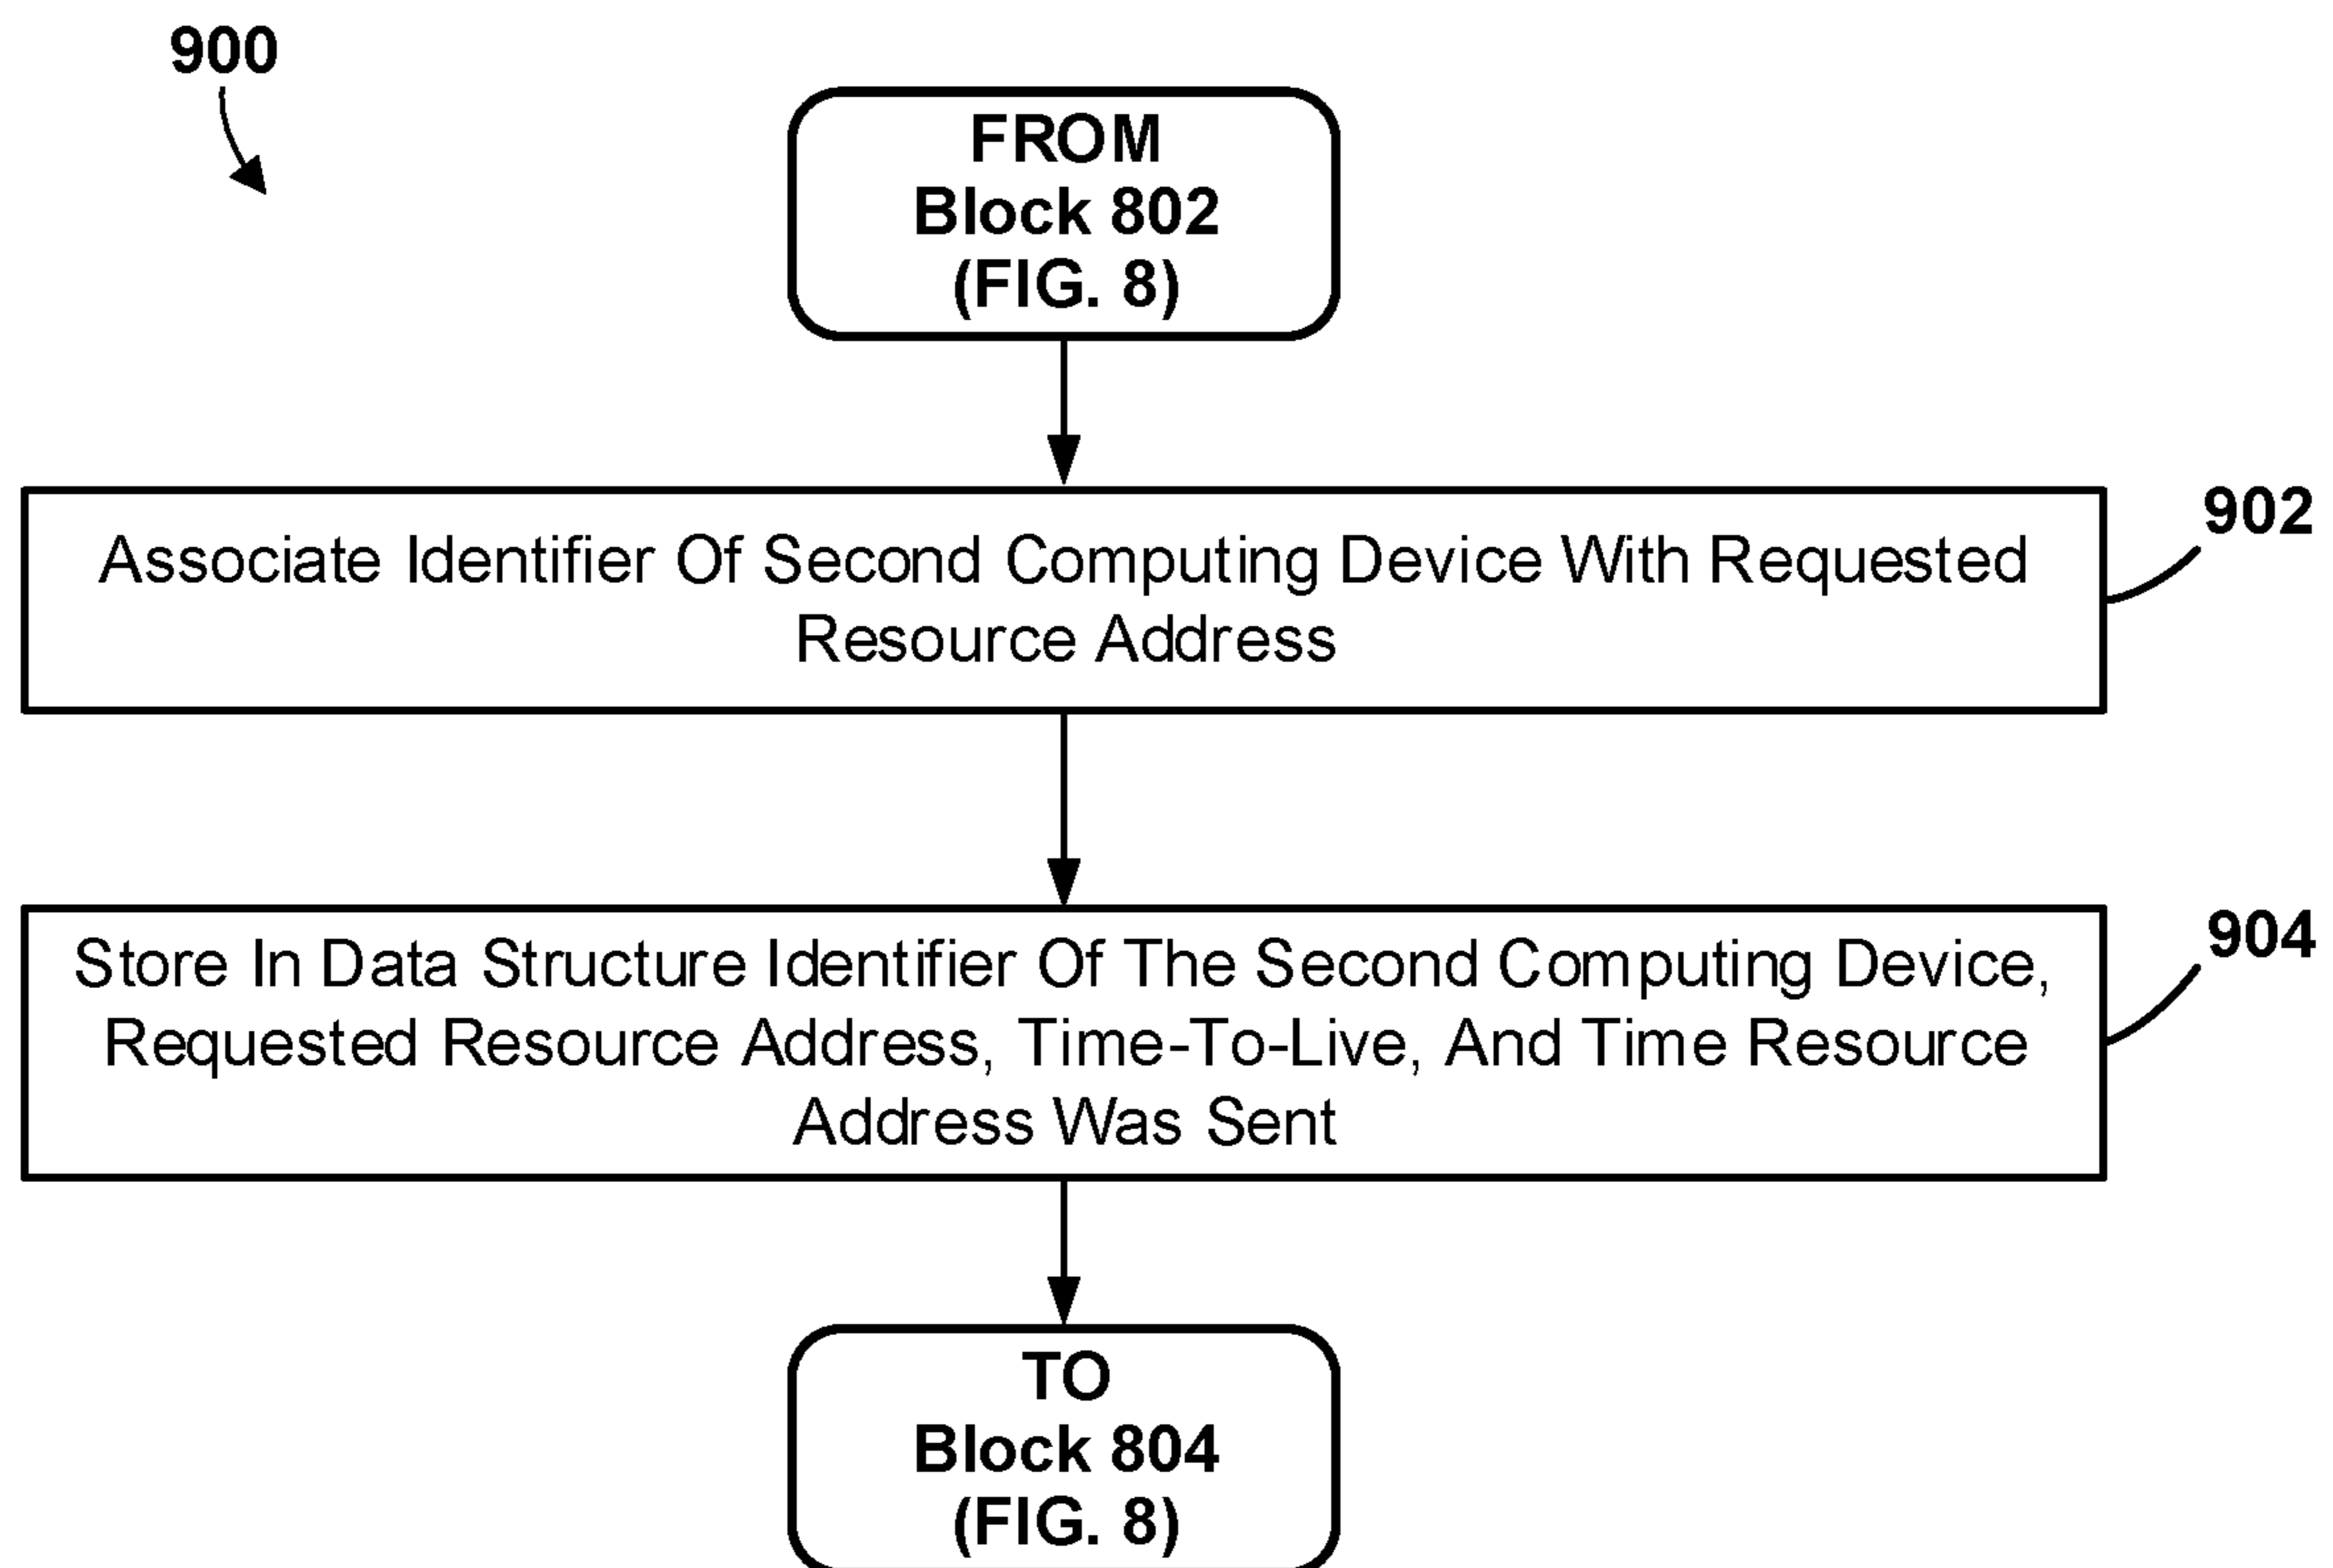 900
FROM
Block 802
(FIG. 8)
902
Associate Identifier Of Second Computing Device With Requested
Resource Address
904
Store In Data Structure Identifier Of The Second Computing Device,
Requested Resource Address, Time-To-Live, And Time Resource
Address Was Sent
TO
Block 804
(FIG. 8)